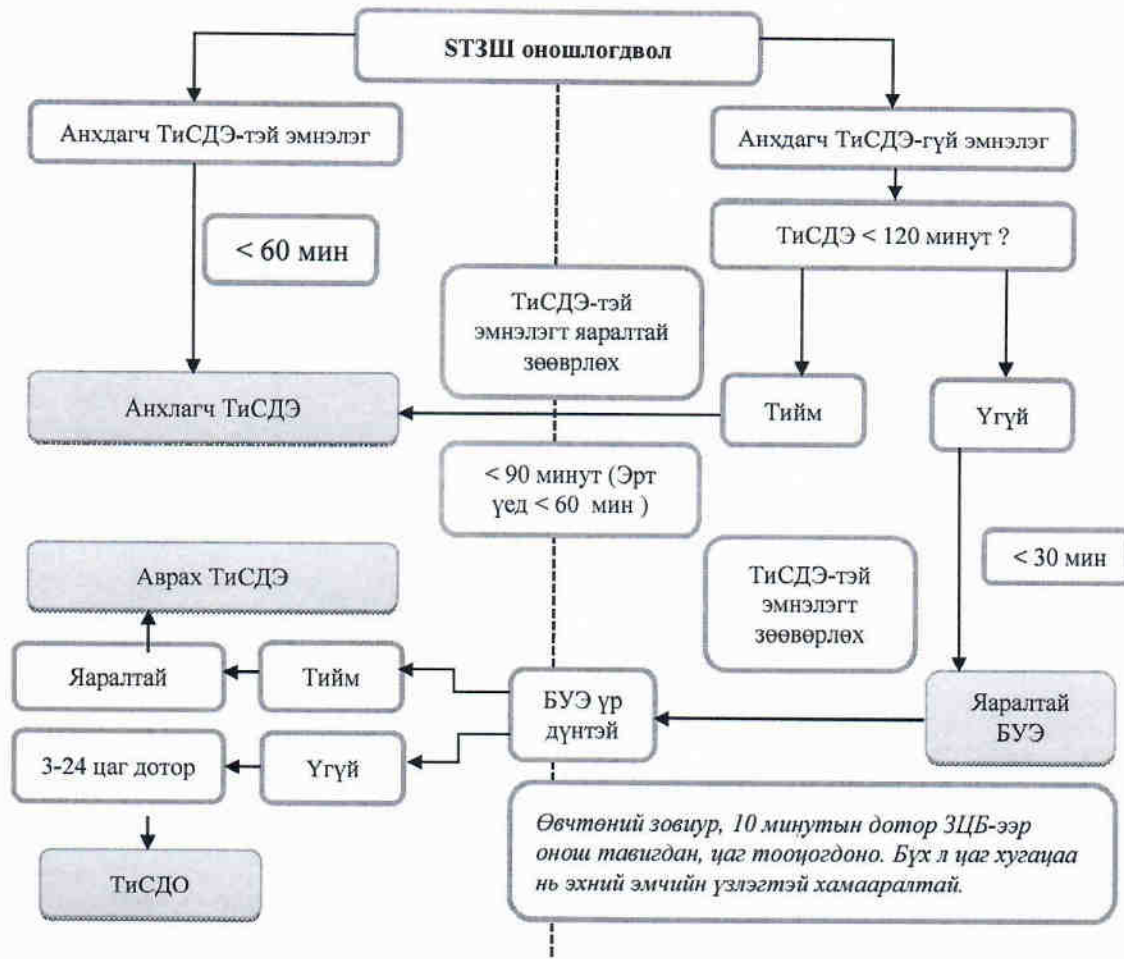 STЗШ оношлогдвол
Анхдагч ТиСДЭ-тэй эмнэлэг
Анхдагч ТиСДЭ-гүй эмнэлэг
< 60 мин
ТиСДЭ < 120 минут ?
ТиСДЭ-тэй
эмнэлэгт яаралтай
зөөврлөх
Анхлагч ТиСДЭ
Тийм
Үгүй
< 90 минут (Эрт
үед < 60 мин )
< 30 мин
Аврах ТиСДЭ
ТиСДЭ-тэй
эмнэлэгт
зөөвөрлөх
Яаралтай
Тийм
БУЭ үр
дүнтэй
Яаралтай
БУЭ
3-24 цаг дотор
Үгүй
ТиСДО
Өвчтөний зовиур, 10 минутын дотор ЗЦБ-ээр
онош тавигдан, цаг тооцогдоно. Бүх л цаг хугацаа
нь эхний эмчийн үзлэгтэй хамааралтай.